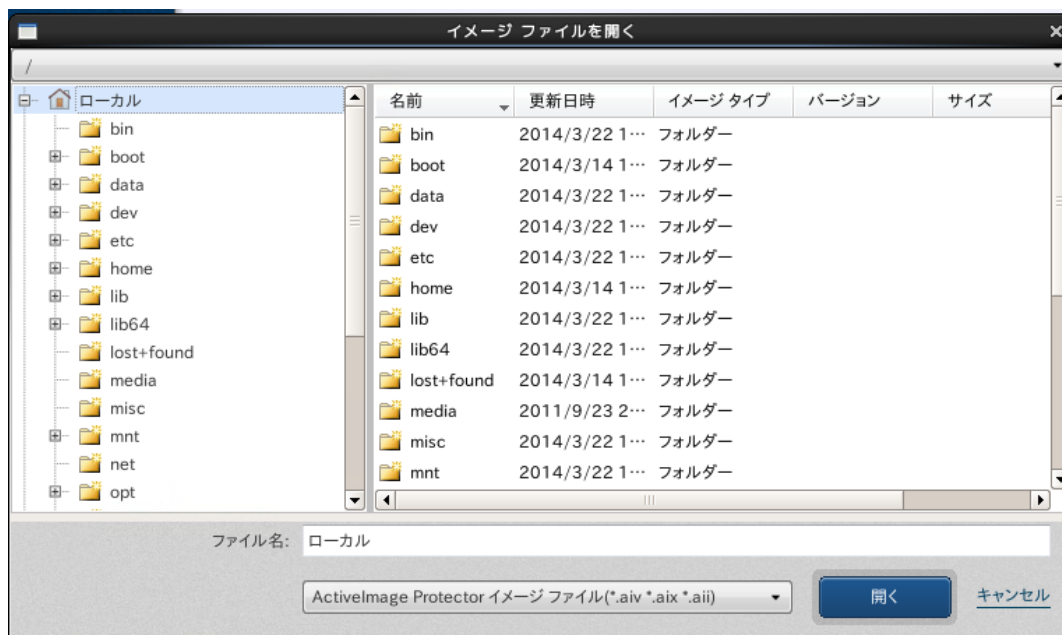 イメージ ファイルを開く
/
ローカル
bin
boot
data
dev
etc
home
lib
lib64
lost+found
media
misc
mnt
net
opt
名前 更新日時 イメージ タイプ バージョン サイズ
bin 2014/3/22 1… フォルダー
boot 2014/3/14 1… フォルダー
data 2014/3/22 1… フォルダー
dev 2014/3/22 1… フォルダー
etc 2014/3/22 1… フォルダー
home 2014/3/14 1… フォルダー
lib 2014/3/22 1… フォルダー
lib64 2014/3/22 1… フォルダー
lost+found 2014/3/14 1… フォルダー
media 2011/9/23 2… フォルダー
misc 2014/3/22 1… フォルダー
mnt 2014/3/22 1… フォルダー
ファイル名: ローカル
ActiveImage Protector イメージ ファイル(*.aiv *.aix *.aii)
開く キャンセル